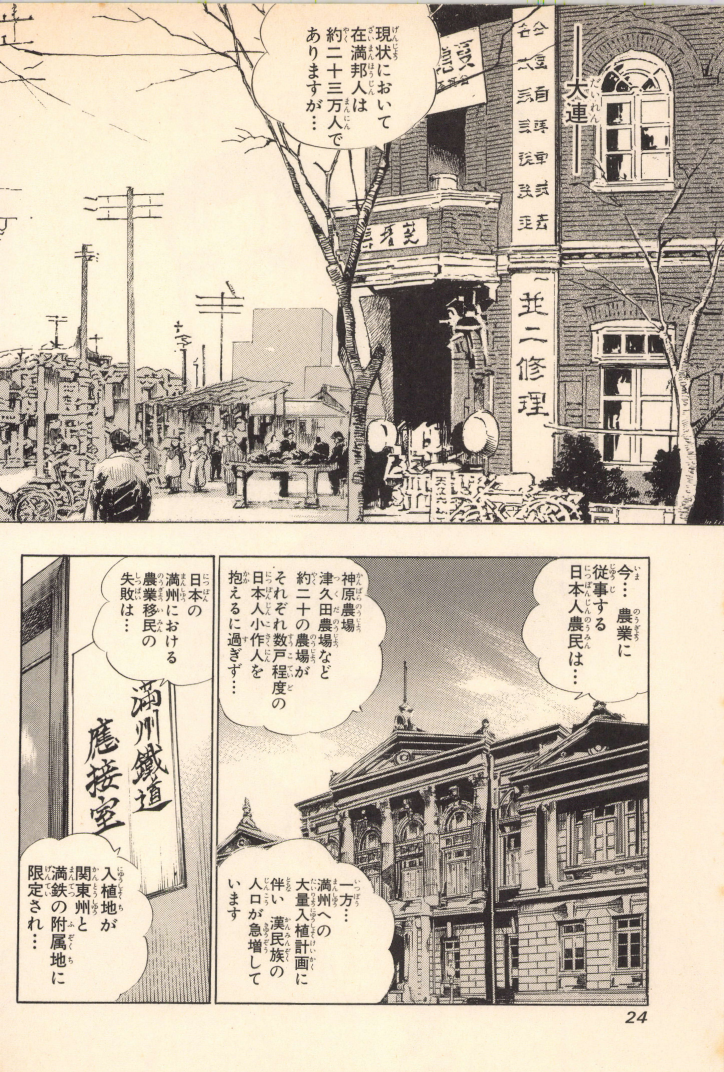 大連
現状において
在満邦人は
約二十三万人で
ありますが…
並二修理
今…農業に
従事する
日本人農民は…
神原農場
津久田農場など
約二十の農場が
それぞれ数戸程度の
日本人小作人を
抱えるに過ぎず…
一方…
満州への
大量入植計画に
伴い漢民族の
人口が急増して
います
日本の
満州における
農業移民の
失敗は…
滿州鐵道
應接室
入植地が
関東州と
満鉄の附属地に
限定され…
24